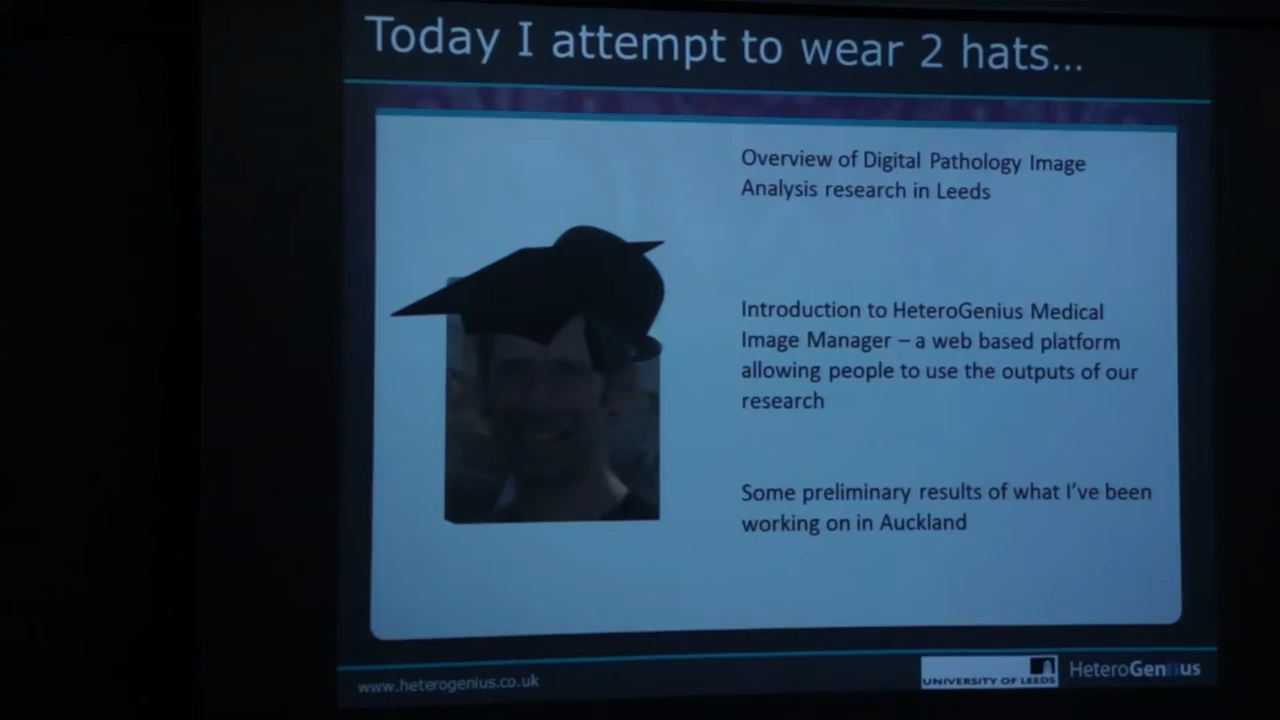 Today I attempt to wear 2 hats...
Overview of Digital Pathology Image
Analysis research in Leeds
Introduction to HeteroGenius Medical
Image Manager – a web based platform
allowing people to use the outputs of our
research
Some preliminary results of what I've been
working on in Auckland
www.heterogenius.co.uk
UNIVERSITY OF LEEDS
HeteroGenius